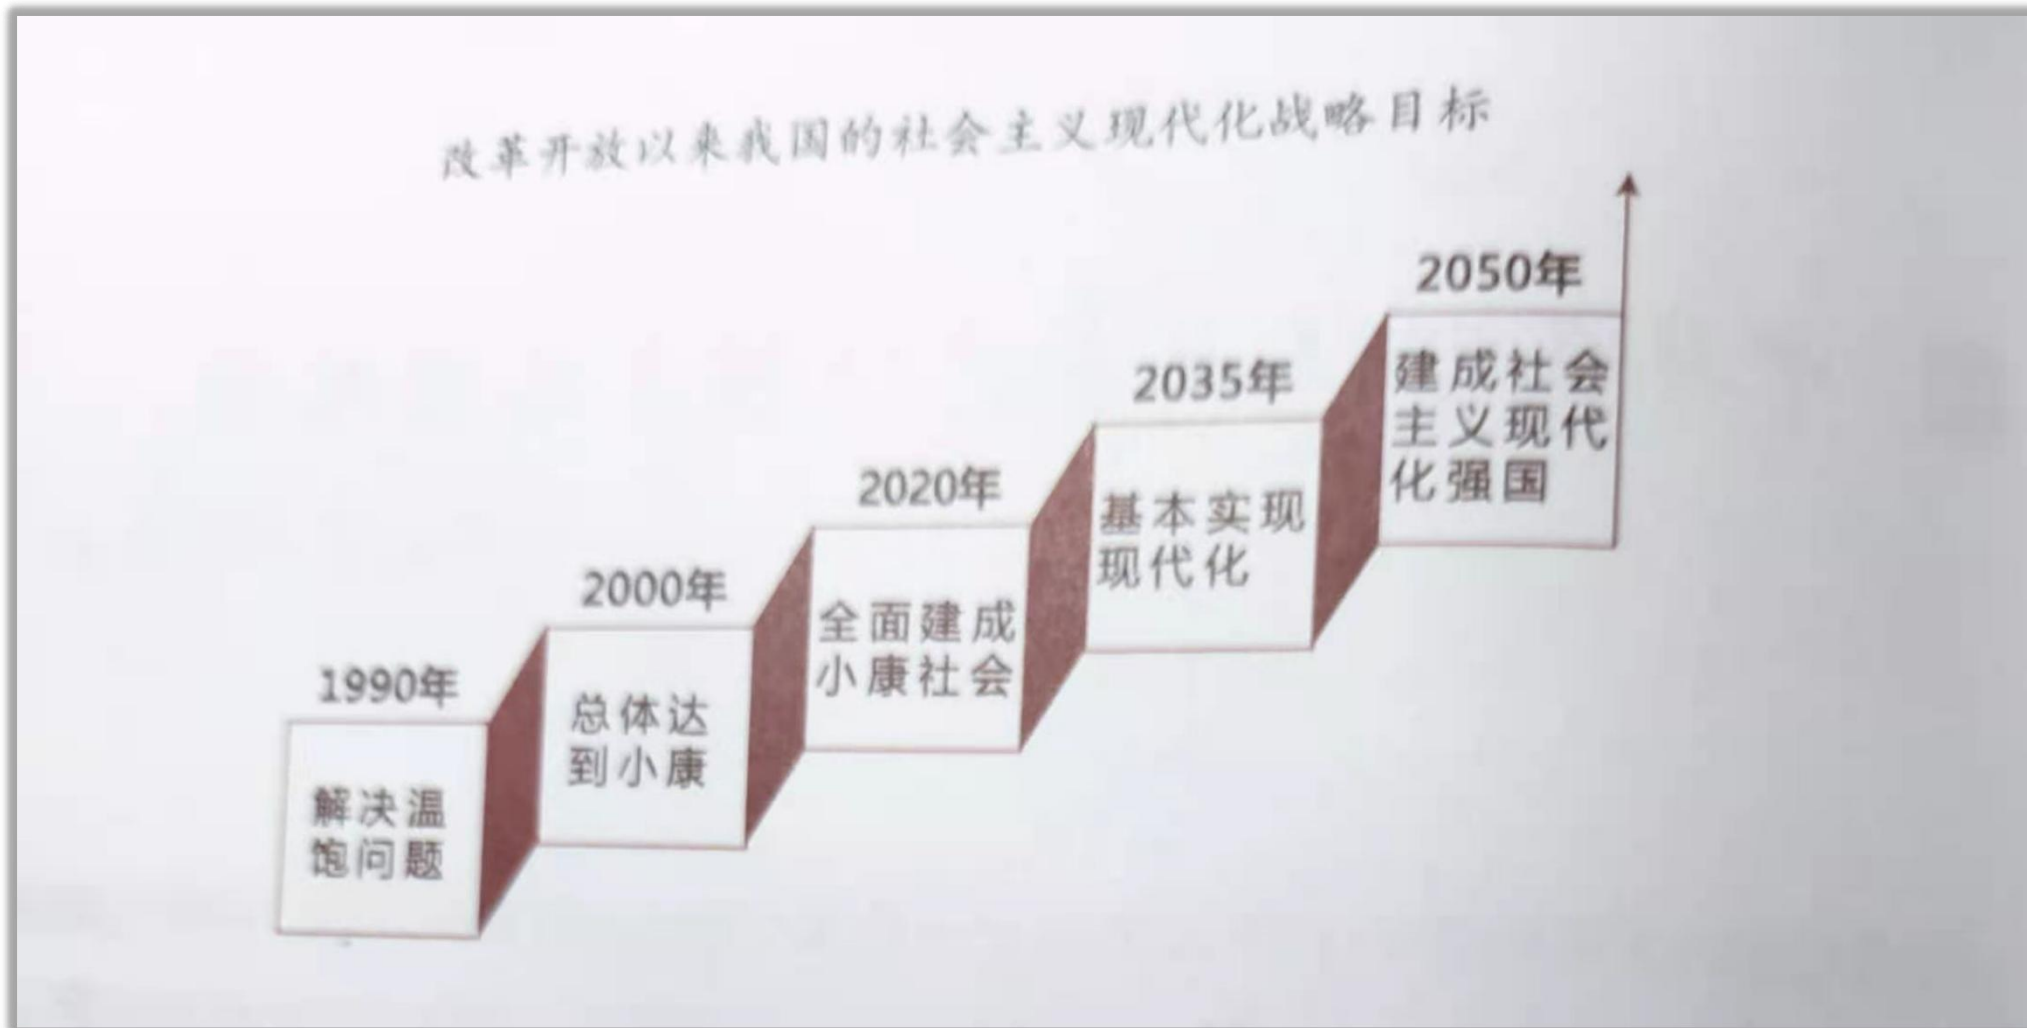 改革开放以来我国的社会主义现代化战略目标
1990年
解决温
饱问题
2000年
总体达
到小康
2020年
全面建成
小康社会
2035年
基本实现
现代化
2050年
建成社会
主义现代
化强国